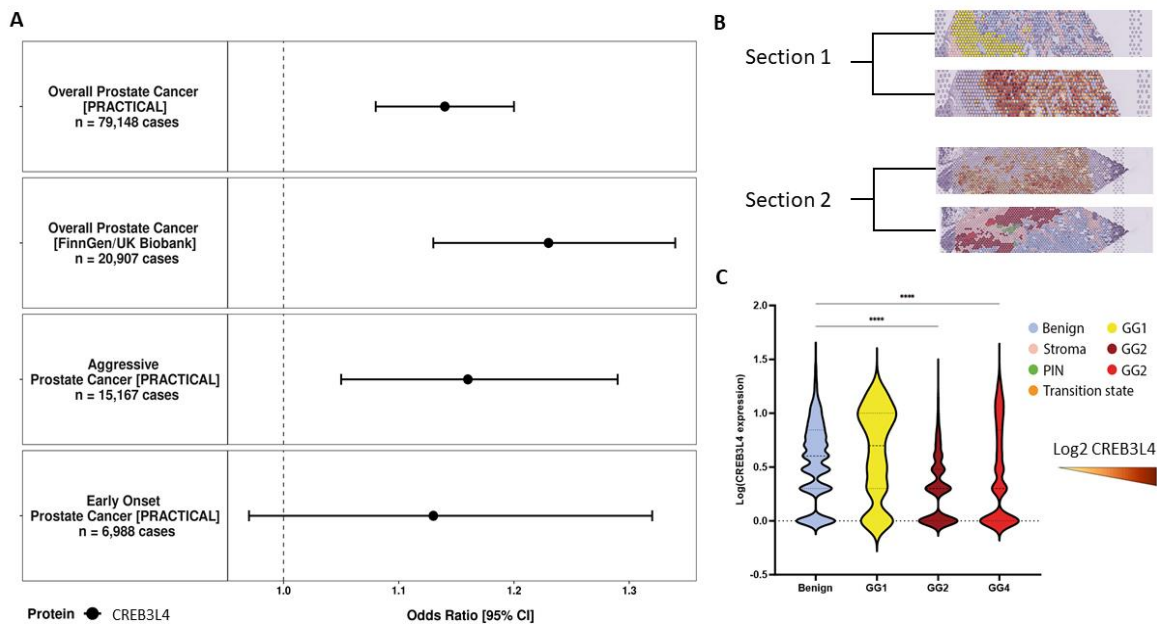 A
Overall Prostate Cancer
[PRACTICAL]
n = 79,148 cases
Overall Prostate Cancer
[FinnGen/UK Biobank]
n = 20,907 cases
Aggressive
Prostate Cancer [PRACTICAL]
n = 15,167 cases
Early Onset
Prostate Cancer [PRACTICAL]
n = 6,988 cases
1.0 1.1 1.2 1.3
Protein CREB3L4
Odds Ratio [95% CI]
B
Section 1
Section 2
C
2.0
1.5
1.0
0.5
0.0
-0.5
Log(CREB3L4 expression)
****
****
Benign GG1 GG2 GG4
Benign GG1
Stroma GG2
PIN GG2
Transition state
Log2 CREB3L4